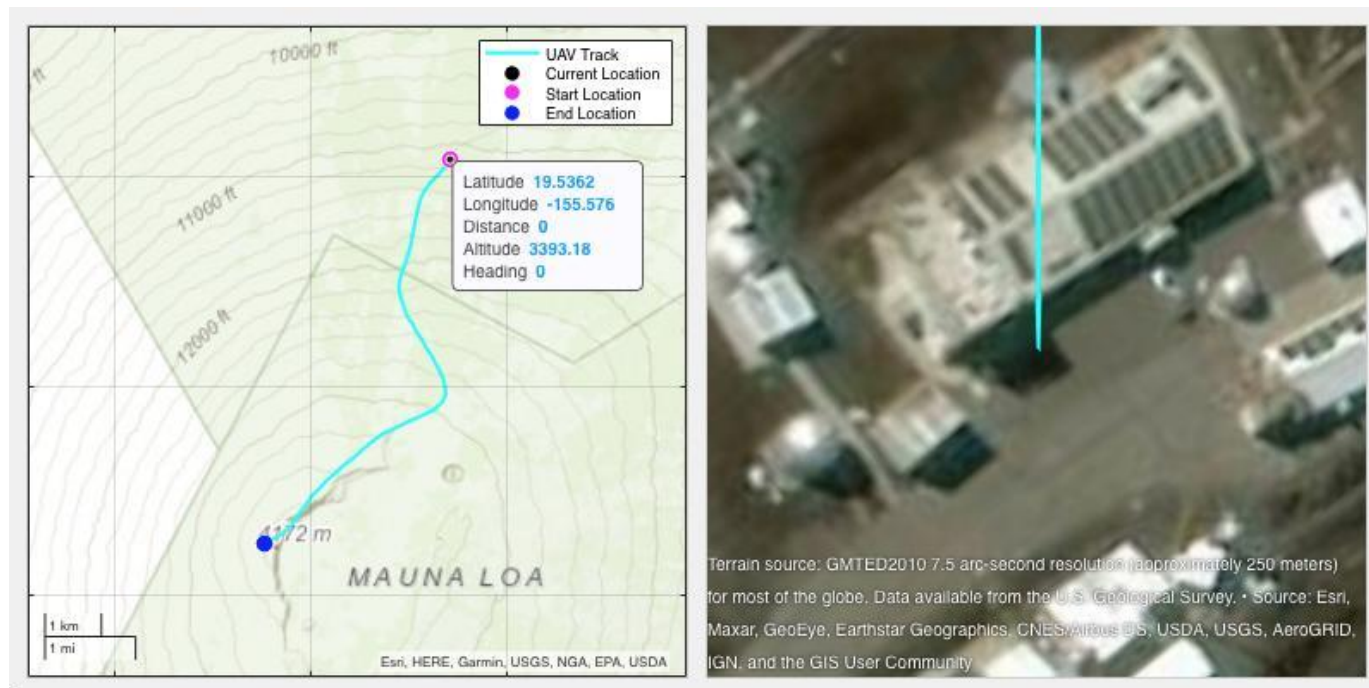 10000 ft
ft
UAV Track
Current Location
Start Location
End Location
Latitude 19.5362
Longitude -155.576
Distance 0
Altitude 3393.18
Heading 0
11000 ft
12000 ft
4172 m
MAUNA LOA
1 km
1 mi
Esri, HERE, Garmin, USGS, NGA, EPA, USDA
Terrain source: GMTED2010 7.5 arc-second resolution (approximately 250 meters)
for most of the globe. Data available from the U.S. Geological Survey. • Source: Esri,
Maxar, GeoEye, Earthstar Geographics, CNES/Airbus DS, USDA, USGS, AeroGRID,
IGN, and the GIS User Community